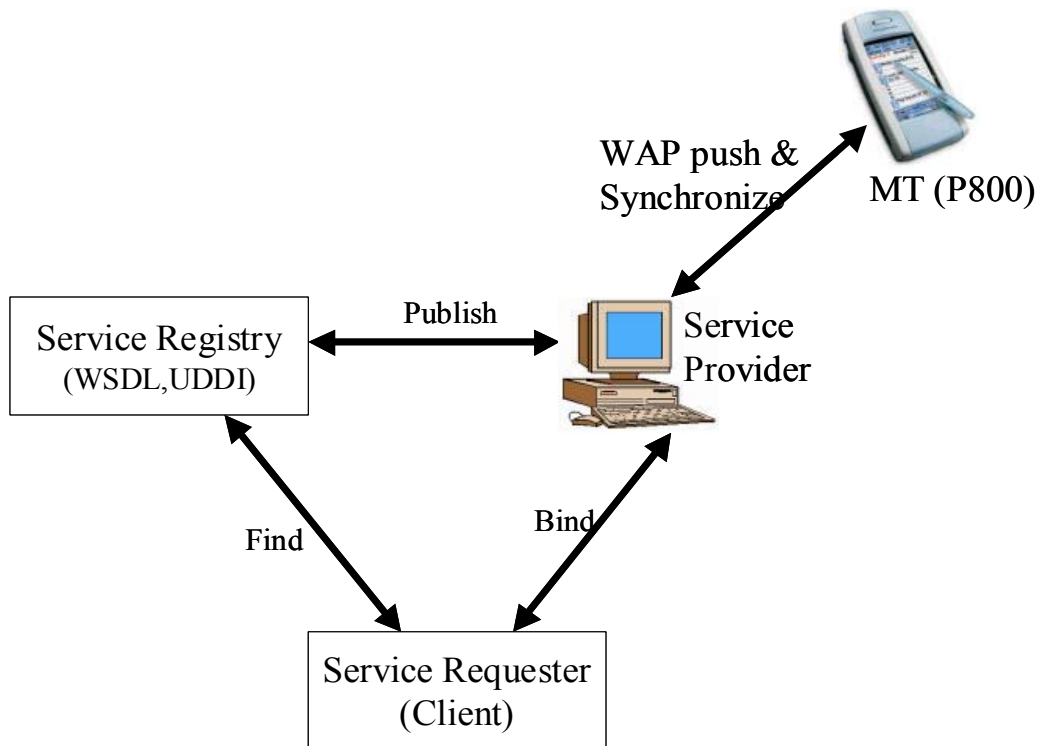 WAP push &
Synchronize
MT (P800)
Publish
Service Registry
(WSDL,UDDI)
Service
Provider
Find
Bind
Service Requester
(Client)